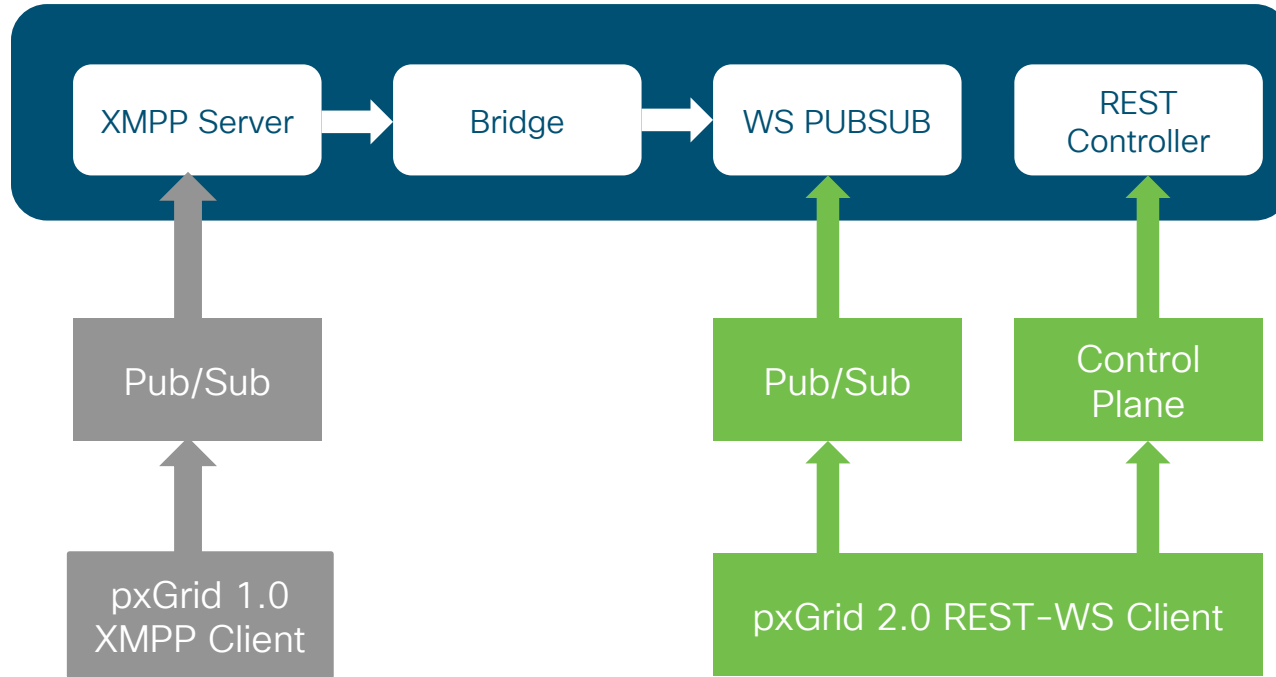 XMPP Server
Bridge
WS PUBSUB
REST
Controller
Pub/Sub
Pub/Sub
Control
Plane
pxGrid 1.0
XMPP Client
pxGrid 2.0 REST-WS Client